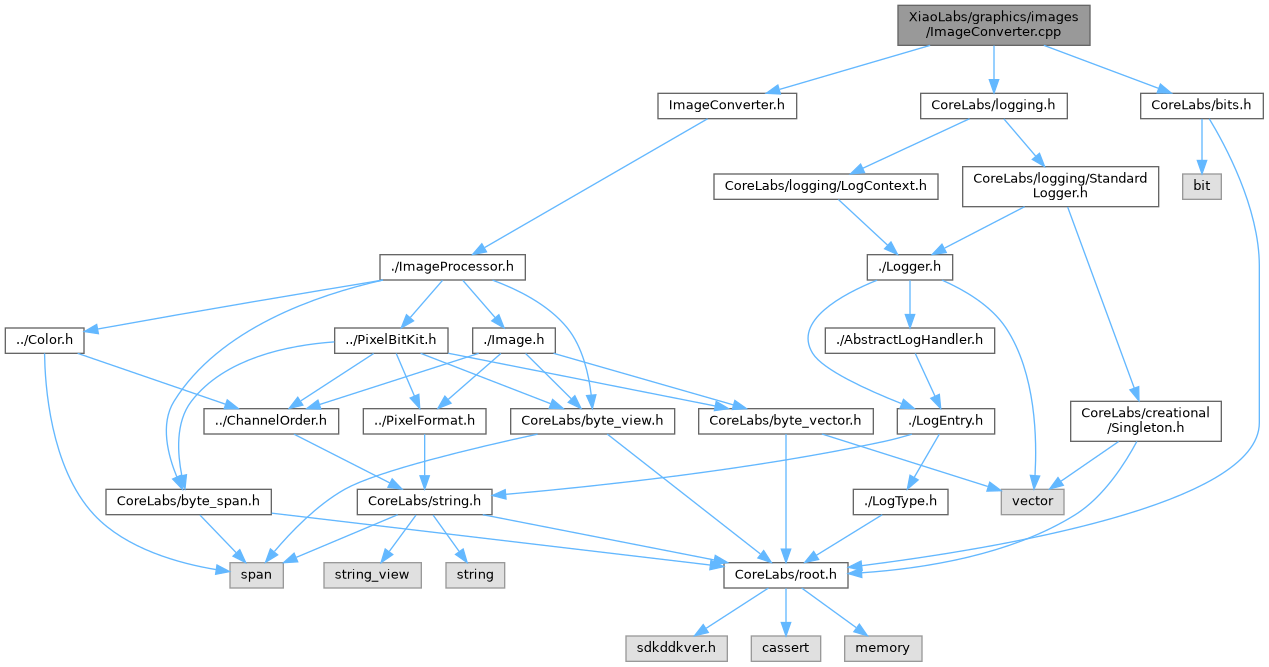 XiaoLabs/graphics/images
/ImageConverter.cpp
ImageConverter.h
CoreLabs/logging.h
CoreLabs/bits.h
CoreLabs/logging/LogContext.h
CoreLabs/logging/Standard
Logger.h
bit
./ImageProcessor.h
./Logger.h
../Color.h
../PixelBitKit.h
./Image.h
./AbstractLogHandler.h
../ChannelOrder.h
../PixelFormat.h
CoreLabs/byte_view.h
CoreLabs/byte_vector.h
./LogEntry.h
CoreLabs/creational
/Singleton.h
CoreLabs/byte_span.h
CoreLabs/string.h
./LogType.h
vector
span
string_view
string
CoreLabs/root.h
sdkddkver.h
cassert
memory